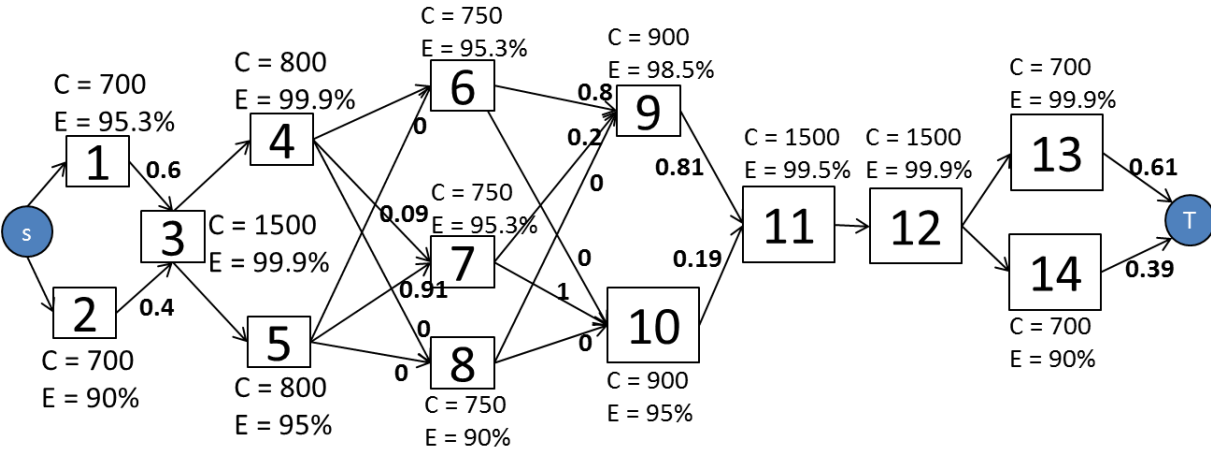 C = 750
E = 95.3%
C = 900
E = 98.5%
C = 800
E = 99.9%
C = 700
E = 95.3%
C = 700
E = 99.9%
6
0.8
9
0
4
0.2
13
1
0.6
C = 1500
E = 99.5%
C = 1500
E = 99.9%
0.81
0.61
0
C = 750
E = 95.3%
0.09
s
3
C = 1500
E = 99.9%
7
11
12
T
0
0.19
14
0.39
0.91
1
2
0.4
5
0
0
10
0
8
C = 700
E = 90%
C = 800
E = 95%
C = 750
E = 90%
C = 900
E = 95%
C = 700
E = 90%